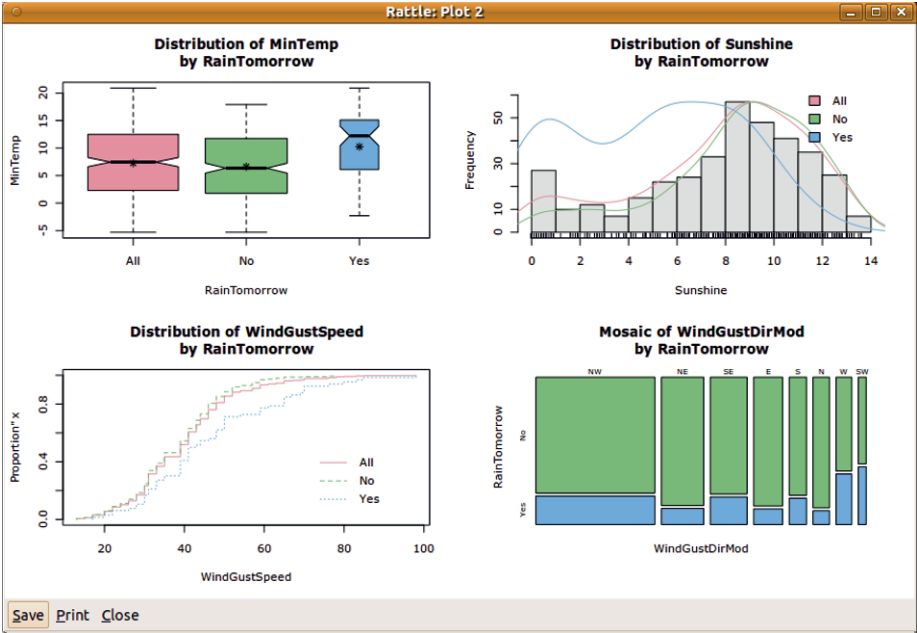 Rattle: Plot 2
Distribution of MinTemp
by RainTomorrow
MinTemp
20
15
10
5
0
-5
All
No
Yes
RainTomorrow
Distribution of Sunshine
by RainTomorrow
Frequency
50
30
10
0
All
No
Yes
0 2 4 6 8 10 12 14
Sunshine
Distribution of WindGustSpeed
by RainTomorrow
Proportion" x
0.8
0.4
0.0
All
No
Yes
20 40 60 80 100
WindGustSpeed
Mosaic of WindGustDirMod
by RainTomorrow
NW NE SE E S N W SW
RainTomorrow
No
Yes
WindGustDirMod
Save Print Close